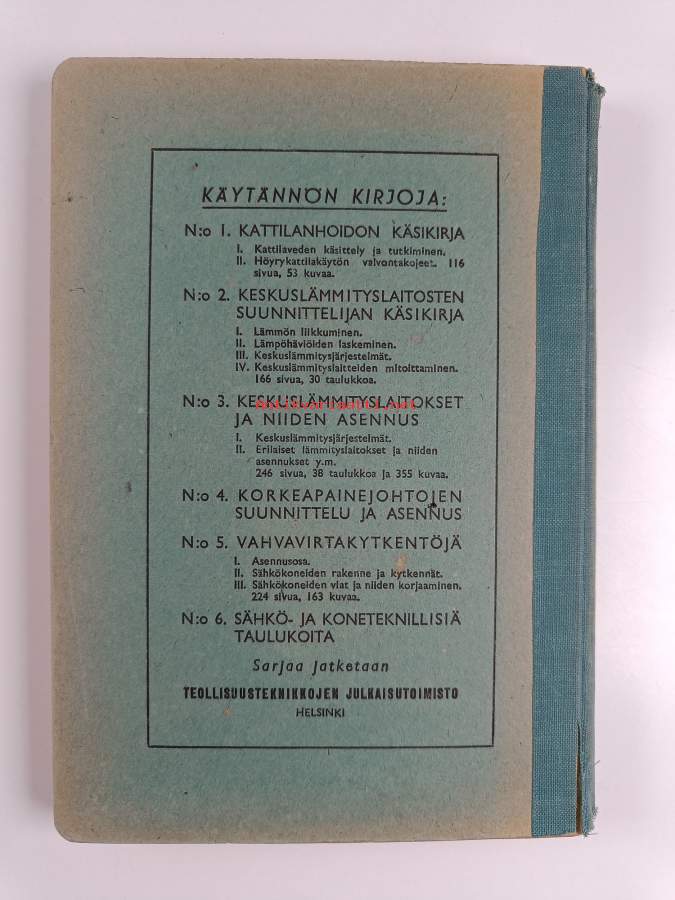 KÄYTÄNNÖN KIRJOJA:
N:o 1. KATTILANHOIDON KÄSIKIRJA
I. Kattilaveden käsittely ja tutkiminen.
II. Höyrykattilakäytön valvontakojeet. 116
sivua, 53 kuvaa.
N:o 2. KESKUSLÄMMITYSLAITOSTEN
SUUNNITTELIJAN KÄSIKIRJA
I. Lämmön liikkuminen.
II. Lämpöhäviöiden laskeminen.
III. Keskuslämmitysjärjestelmät.
IV. Keskuslämmityslaitteiden mitoittaminen.
166 sivua, 30 taulukkoa.
N:o 3. KESKUSLÄMMITYSLAITOKSET
JA NIIDEN ASENNUS
I. Keskuslämmitysjärjestelmät.
II. Erilaiset lämmityslaitokset ja niiden
asennukset y.m.
246 sivua, 38 taulukkoa ja 355 kuvaa.
N:o 4. KORKEAPAINEJOHTOJEN
SUUNNITTELU JA ASENNUS
N:o 5. VAHVAVIRTAKYTKENTÖJÄ
I. Asennusosa.
II. Sähkökoneiden rakenne ja kytkennät.
III. Sähkökoneiden viat ja niiden korjaaminen.
224 sivua, 163 kuvaa.
N:o 6. SÄHKÖ- JA KONETEKNILLISIÄ
TAULUKOITA
Sarjaa jatketaan
TEOLLISUUSTEKNIKKOJEN JULKAISUTOIMISTO
HELSINKI